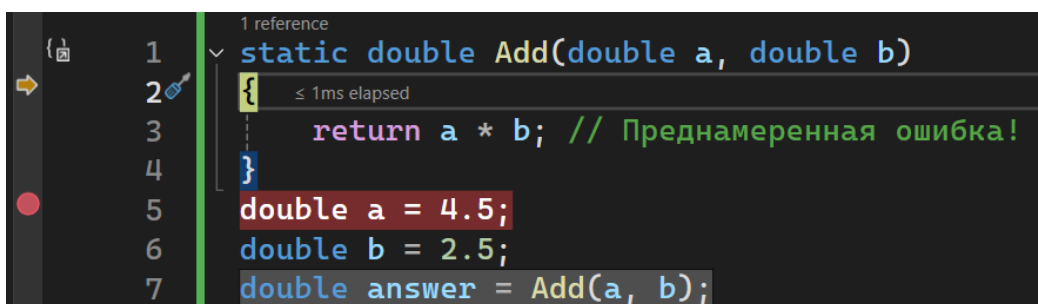 1 reference
1 static double Add(double a, double b)
2 { ≤ 1ms elapsed
3 return a * b; // Преднамеренная ошибка!
4 }
5 double a = 4.5;
6 double b = 2.5;
7 double answer = Add(a, b);